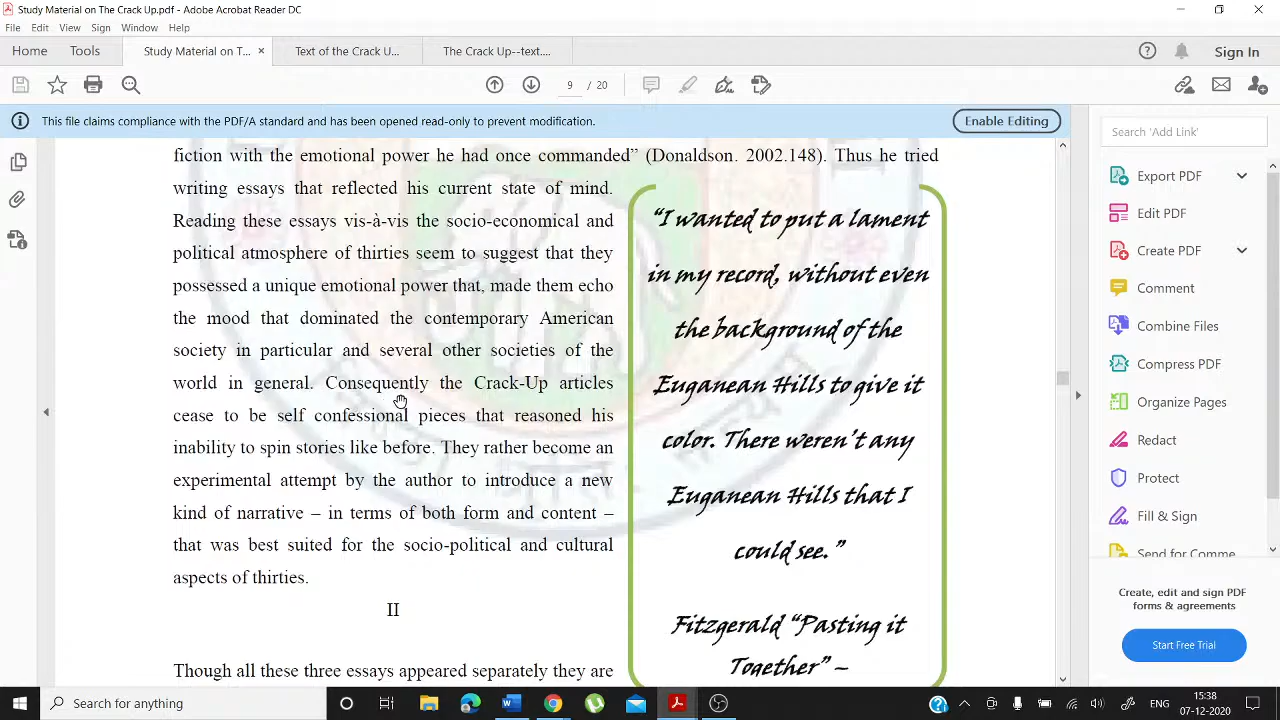 Study Material on The Crack Up.pdf - Adobe Acrobat Reader DC
File Edit View Sign Window Help
Home Tools Study Material on T... × Text of the Crack U... The Crack Up--text.... Sign In
9 / 20
This file claims compliance with the PDF/A standard and has been opened read-only to prevent modification. Enable Editing
fiction with the emotional power he had once commanded” (Donaldson. 2002.148). Thus he tried
writing essays that reflected his current state of mind.
Reading these essays vis-à-vis the socio-economical and
political atmosphere of thirties seem to suggest that they
possessed a unique emotional power that, made them echo
the mood that dominated the contemporary American
society in particular and several other societies of the
world in general. Consequently the Crack-Up articles
cease to be self confessional pieces that reasoned his
inability to spin stories like before. They rather become an
experimental attempt by the author to introduce a new
kind of narrative – in terms of both form and content –
that was best suited for the socio-political and cultural
aspects of thirties.
II
Though all these three essays appeared separately they are
“I wanted to put a lament
in my record, without even
the background of the
Euganean Hills to give it
color. There weren’t any
Euganean Hills that I
could see.”
Fitzgerald “Pasting it
Together” –
Search 'Add Link'
Export PDF
Edit PDF
Create PDF
Comment
Combine Files
Compress PDF
Organize Pages
Redact
Protect
Fill & Sign
Send for Comme
Create, edit and sign PDF
forms & agreements
Start Free Trial
Search for anything
ENG
15:38
07-12-2020